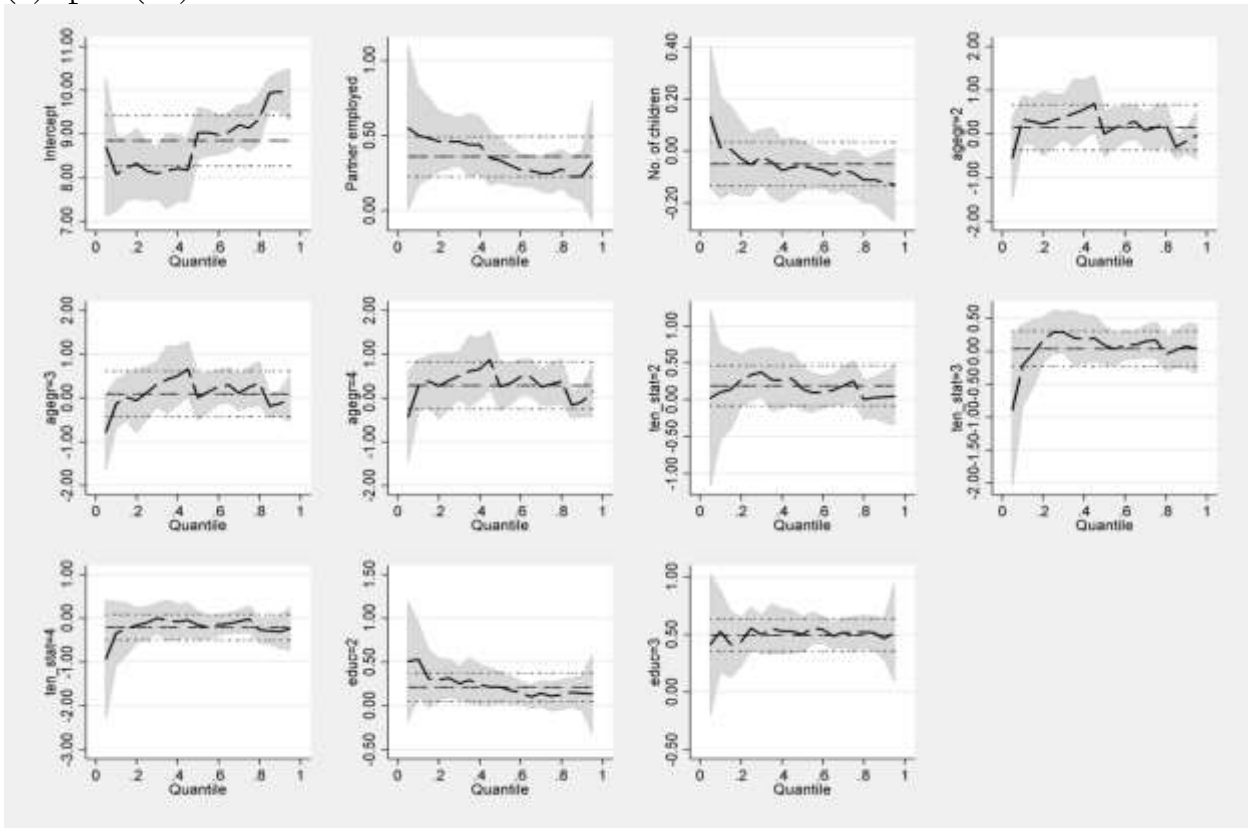 Intercept
7.00 8.00 9.00 10.00 11.00
0 .2 .4 .6 .8 1
Quantile
Partner employed
0.00 0.50 1.00
0 .2 .4 .6 .8 1
Quantile
No. of children
-0.20 0.00 0.20 0.40
0 .2 .4 .6 .8 1
Quantile
agegr=2
-2.00 -1.00 0.00 1.00 2.00
0 .2 .4 .6 .8 1
Quantile
agegr=3
-2.00 -1.00 0.00 1.00 2.00
0 .2 .4 .6 .8 1
Quantile
agegr=4
-2.00 -1.00 0.00 1.00 2.00
0 .2 .4 .6 .8 1
Quantile
ten_stat=2
-1.00 -0.50 0.00 0.50 1.00
0 .2 .4 .6 .8 1
Quantile
ten_stat=3
-2.00 -1.50 -1.00 -0.50 0.00 0.50
0 .2 .4 .6 .8 1
Quantile
ten_stat=4
-3.00 -2.00 -1.00 0.00 1.00
0 .2 .4 .6 .8 1
Quantile
educ=2
-0.50 0.00 0.50 1.00 1.50
0 .2 .4 .6 .8 1
Quantile
educ=3
-0.50 0.00 0.50 1.00
0 .2 .4 .6 .8 1
Quantile